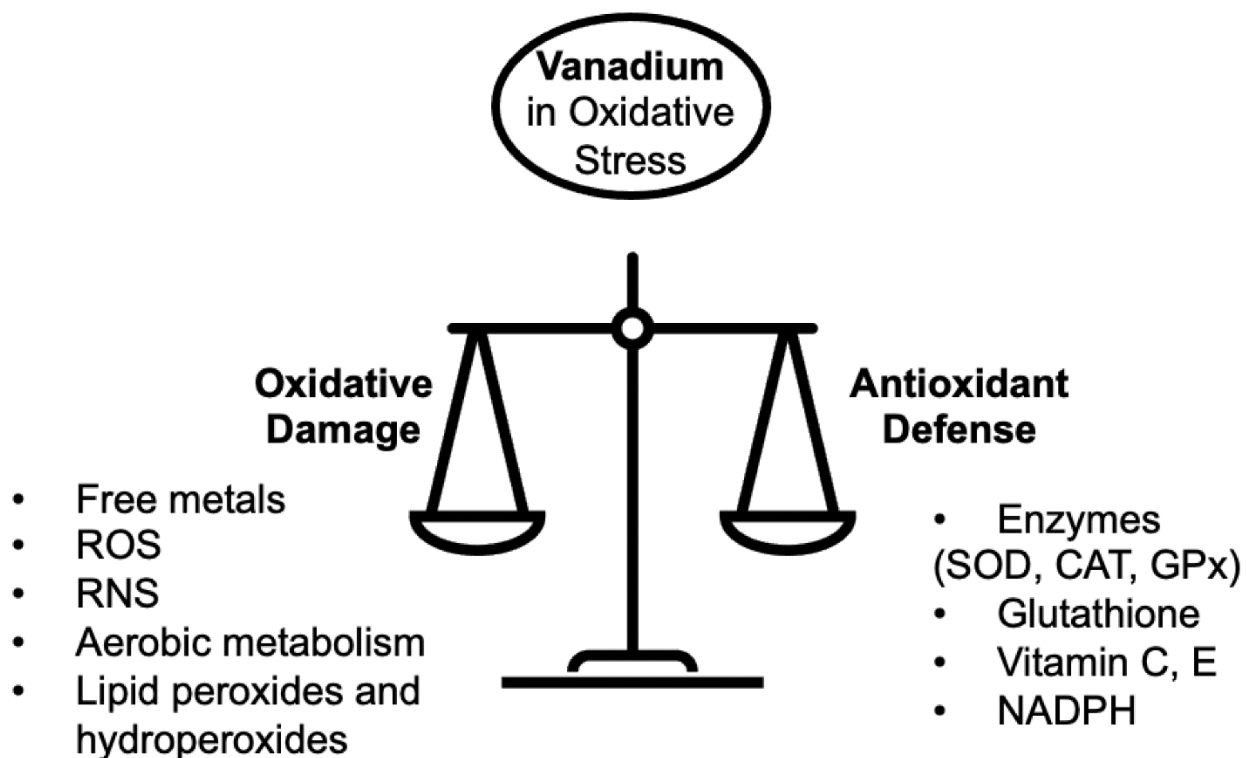 Vanadium
in Oxidative
Stress
Oxidative
Damage
• Free metals
• ROS
• RNS
• Aerobic metabolism
• Lipid peroxides and
hydroperoxides
Antioxidant
Defense
• Enzymes
(SOD, CAT, GPx)
• Glutathione
• Vitamin C, E
• NADPH